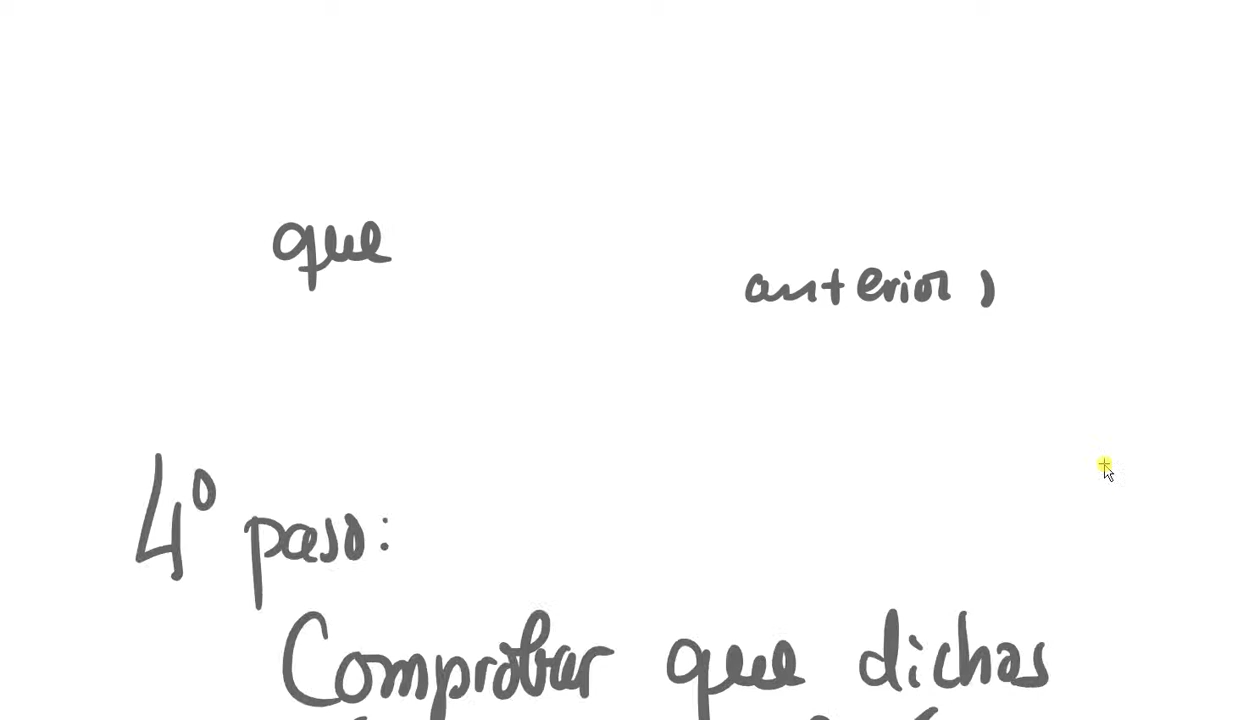 que
anterior,
4º paso:
Comprobar que dichas